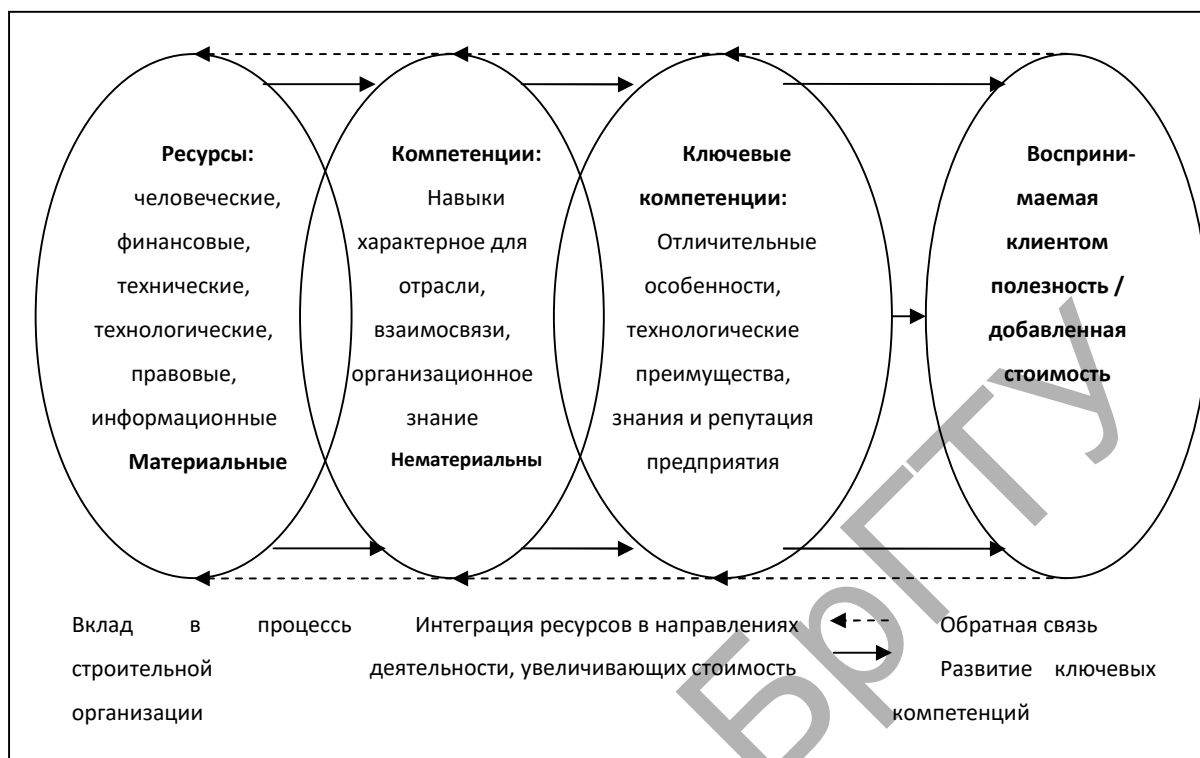 Ресурсы:
человеческие,
финансовые,
технические,
технологические,
правовые,
информационные
Материальные
Компетенции:
Навыки
характерное для
отрасли,
взаимосвязи,
организационное
знание
Нематериальны
Ключевые
компетенции:
Отличительные
особенности,
технологические
преимущества,
знания и репутация
предприятия
Восприни-
маемая
клиентом
полезность /
добавленная
стоимость
Вклад в процессь
строительной
организации
Интеграция ресурсов в направлениях
деятельности, увеличивающих стоимость
Обратная связь
Развитие ключевых
компетенций
БрГТУ